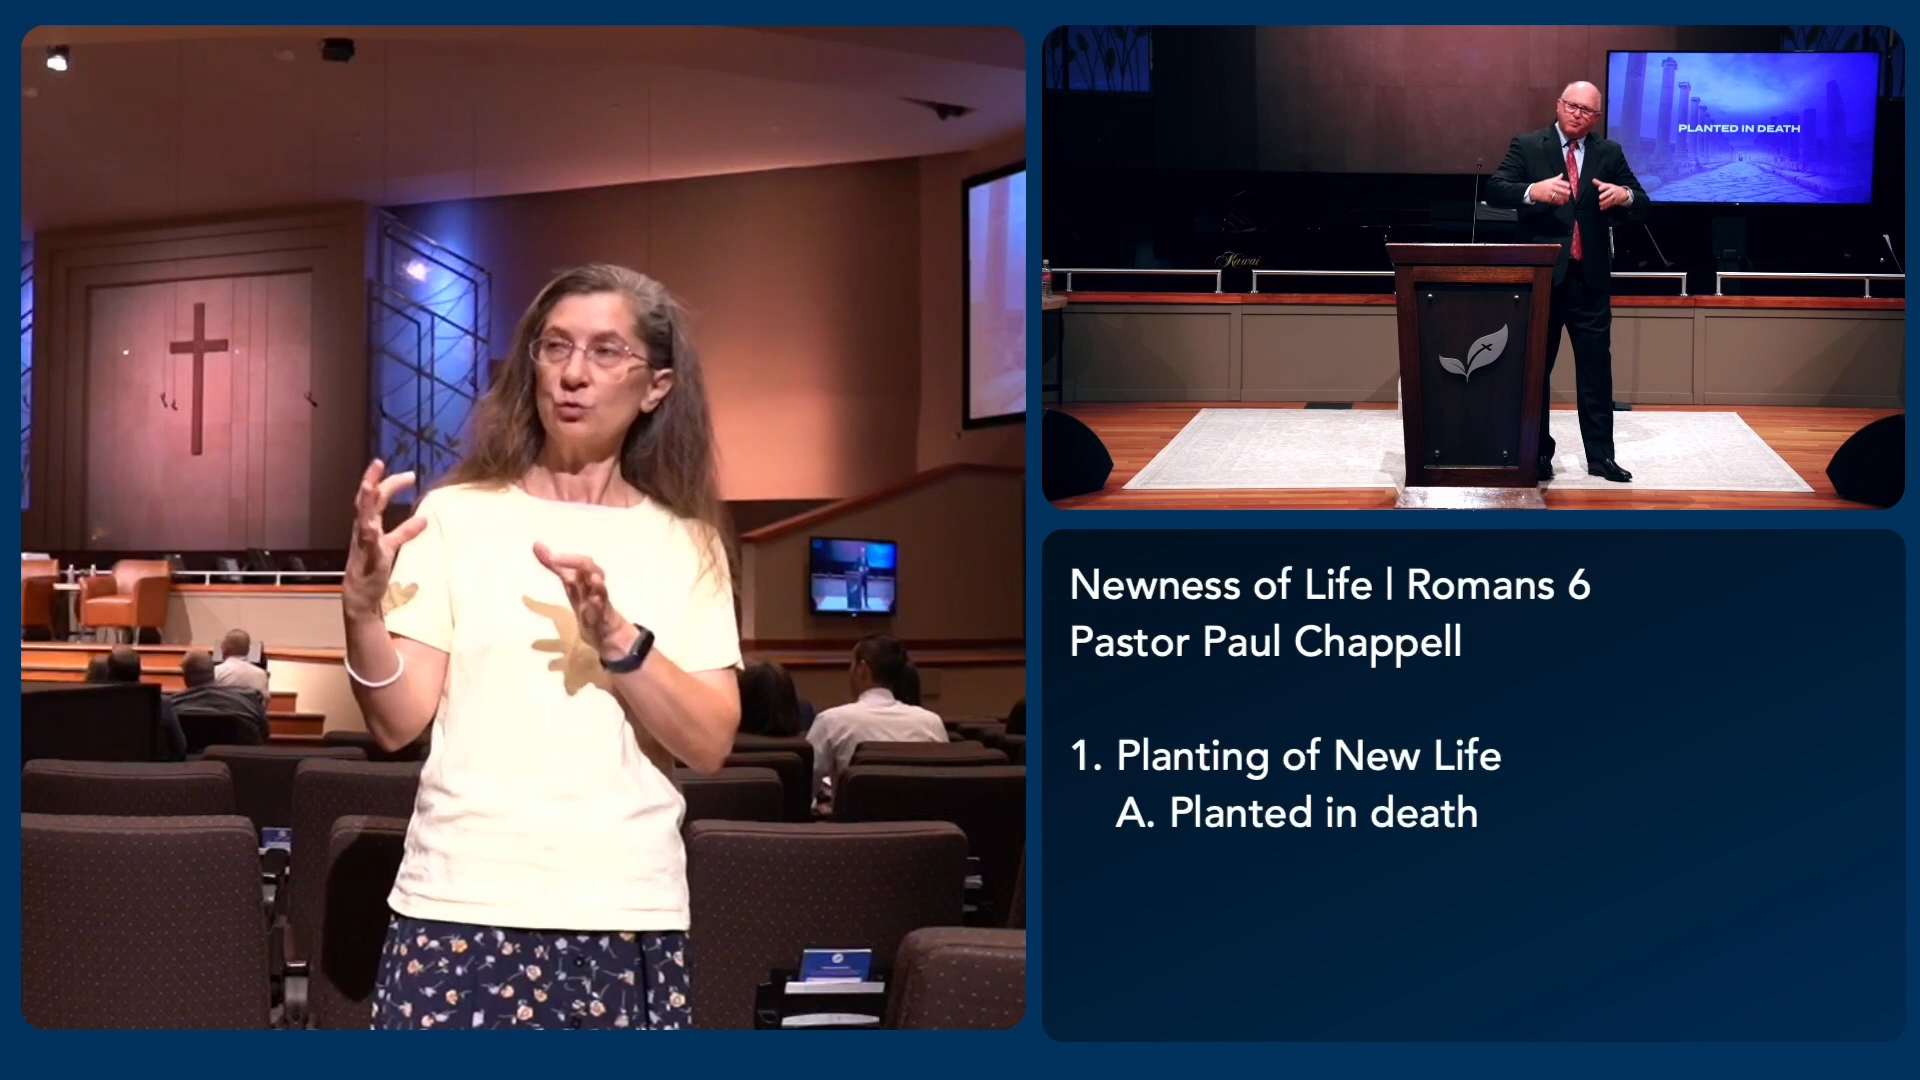 PLANTED IN DEATH
Kawai
Newness of Life | Romans 6
Pastor Paul Chappell
1. Planting of New Life
A. Planted in death